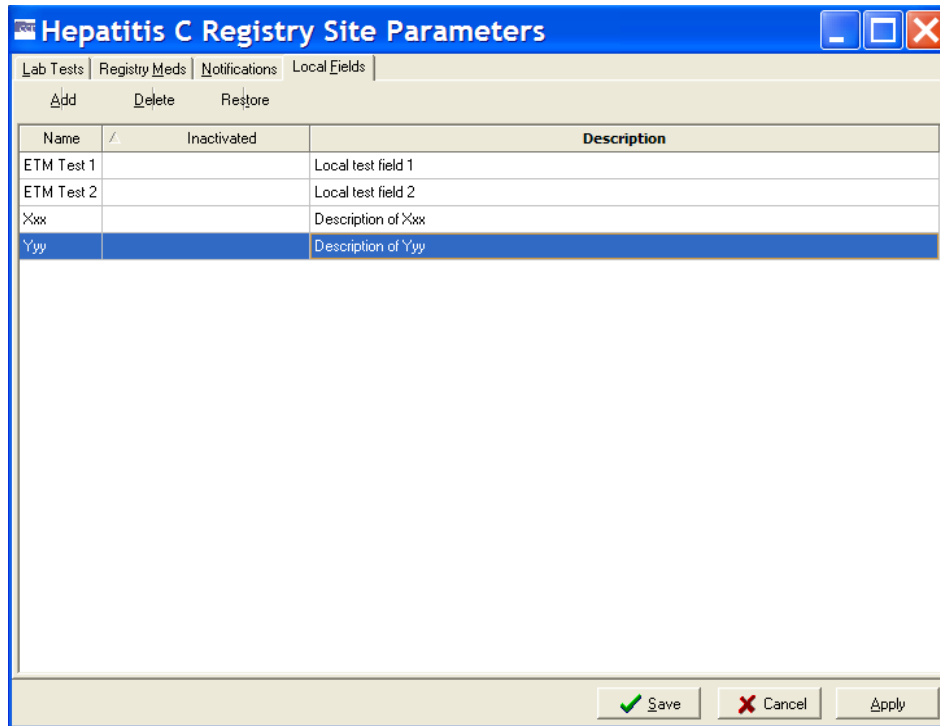 Hepatitis C Registry Site Parameters
Lab Tests Registry Meds Notifications Local Fields
Add Delete Restore
Name Inactivated Description
ETM Test 1 Local test field 1
ETM Test 2 Local test field 2
Xxx Description of Xxx
Yyy Description of Yyy
Save Cancel Apply